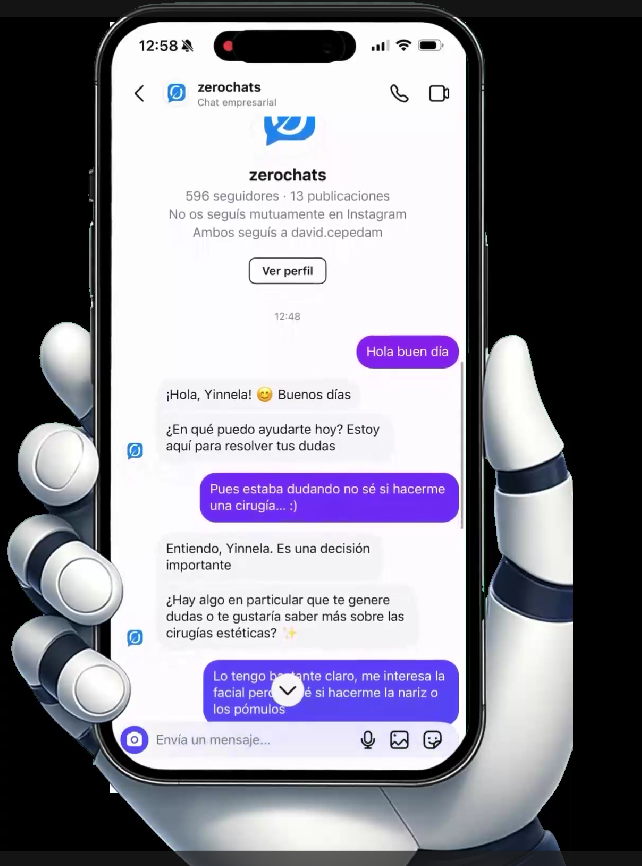 12:58
zerochats
Chat empresarial
zerochats
596 seguidores · 13 publicaciones
No os seguís mutuamente en Instagram
Ambos seguís a david.cepedam
Ver perfil
12:48
Hola buen día
¡Hola, Yinnela! 😊 Buenos días
¿En qué puedo ayudarte hoy? Estoy
aquí para resolver tus dudas
Pues estaba dudando no sé si hacerme
una cirugía... :)
Entiendo, Yinnela. Es una decisión
importante
¿Hay algo en particular que te genere
dudas o te gustaría saber más sobre las
cirugías estéticas? ✨
Lo tengo claro, me interesa la
facial si hacerme la nariz o
los pómulos
Envía un mensaje...